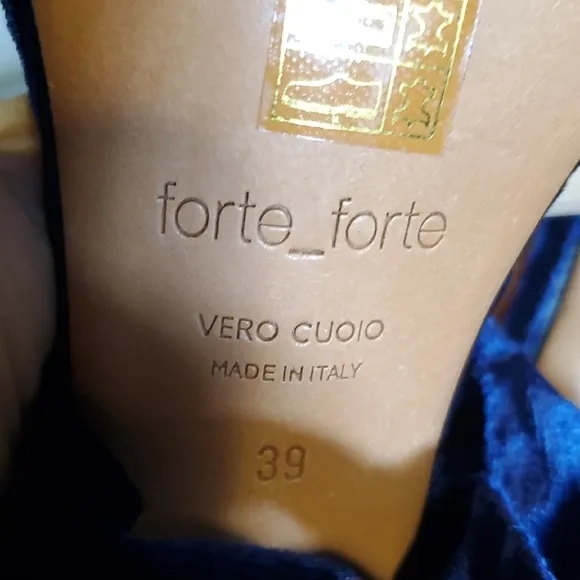 forte_forte
VERO CUOIO
MADE IN ITALY
39